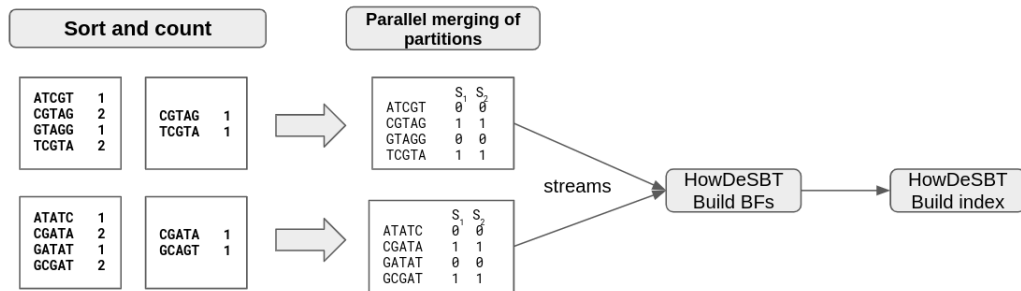 Sort and count
Parallel merging of
partitions
ATCGT 1
CGTAG 2
GTAGG 1
TCGTA 2
CGTAG 1
TCGTA 1
S1 S2
ATCGT 0 0
CGTAG 1 1
GTAGG 0 0
TCGTA 1 1
streams
HowDeSBT
Build BFs
HowDeSBT
Build index
ATATC 1
CGATA 2
GATAT 1
GCGAT 2
CGATA 1
GCAGT 1
S1 S2
ATATC 0 0
CGATA 1 1
GATAT 0 0
GCGAT 1 1